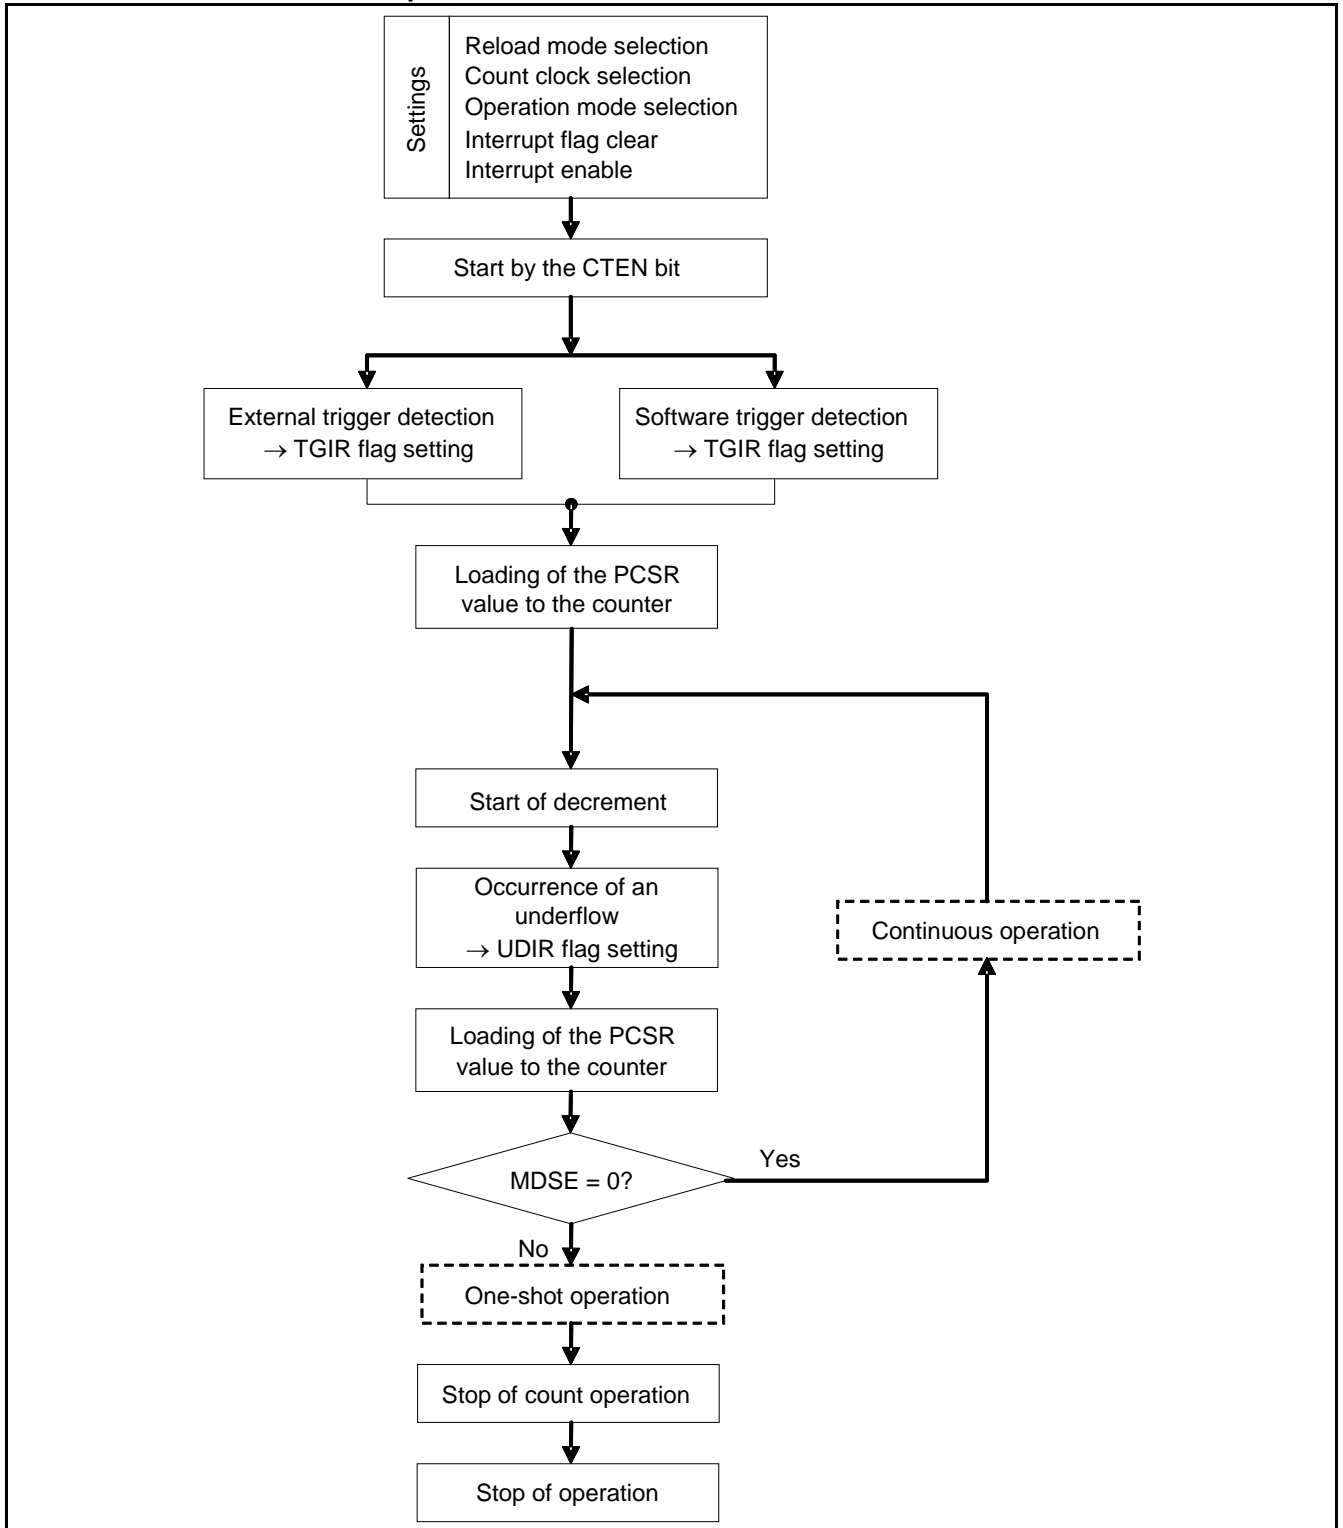 Settings
Reload mode selection
Count clock selection
Operation mode selection
Interrupt flag clear
Interrupt enable
Start by the CTEN bit
External trigger detection
→ TGIR flag setting
Software trigger detection
→ TGIR flag setting
Loading of the PCSR
value to the counter
Start of decrement
Occurrence of an
underflow
→ UDIR flag setting
Continuous operation
Loading of the PCSR
value to the counter
MDSE = 0?
Yes
No
One-shot operation
Stop of count operation
Stop of operation